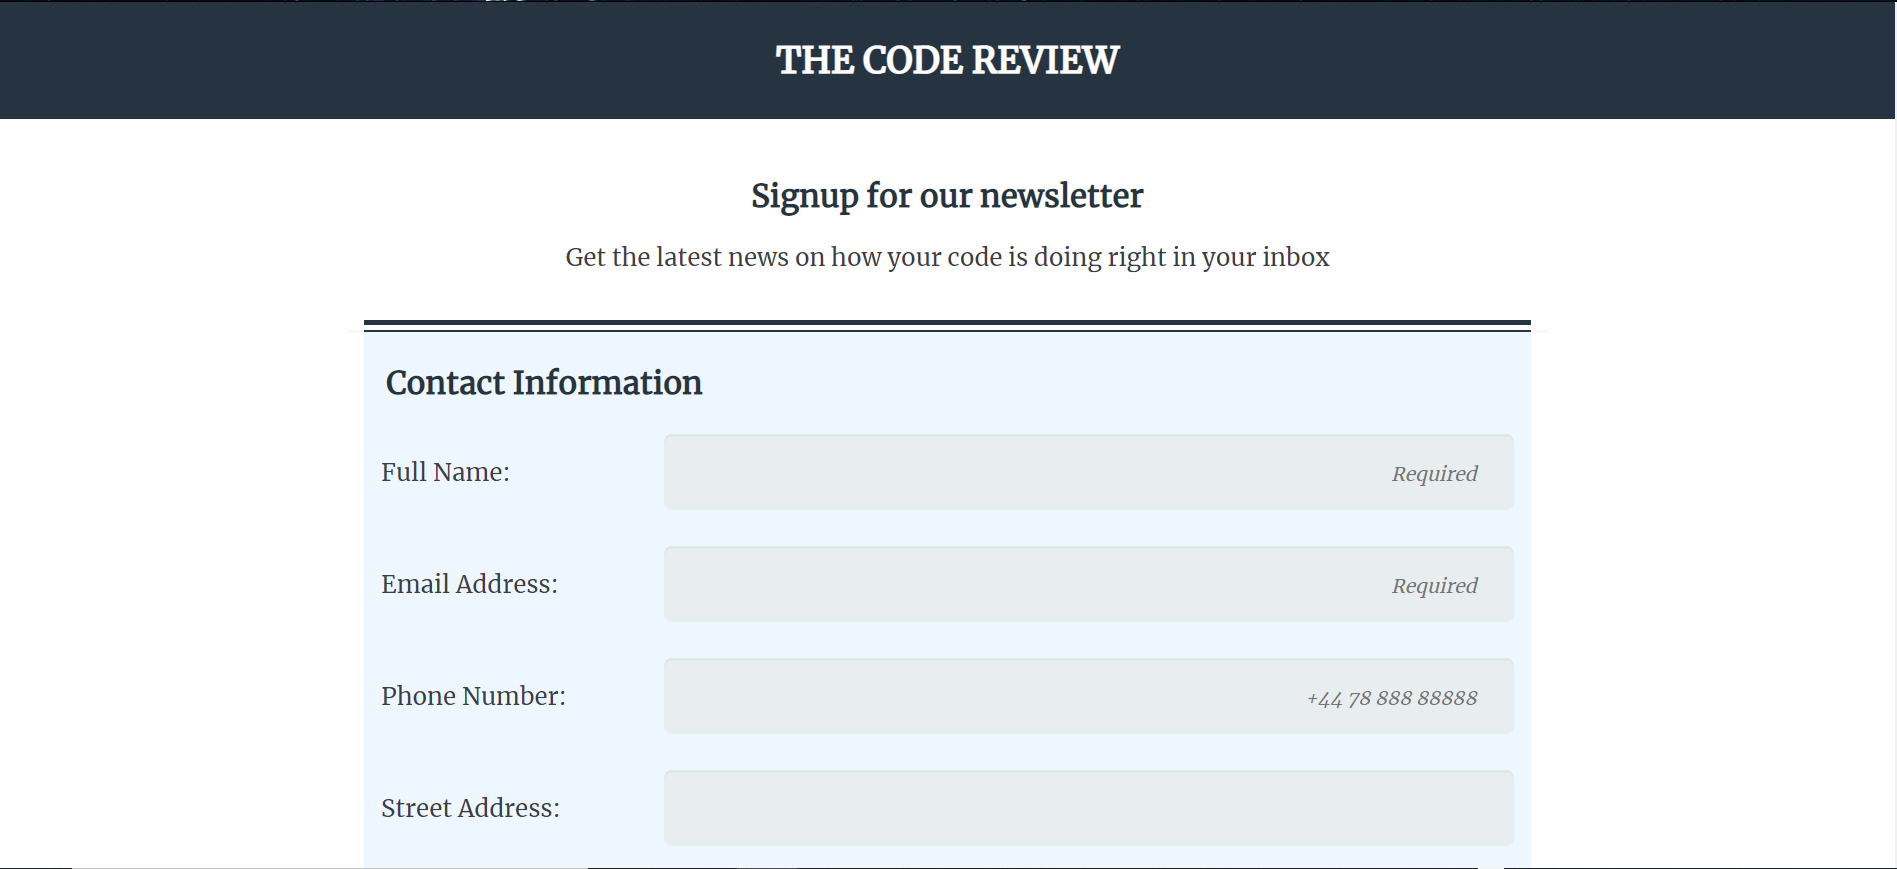 THE CODE REVIEW
Signup for our newsletter
Get the latest news on how your code is doing right in your inbox
Contact Information
Full Name:
Required
Email Address:
Required
Phone Number:
+44 78 888 88888
Street Address: